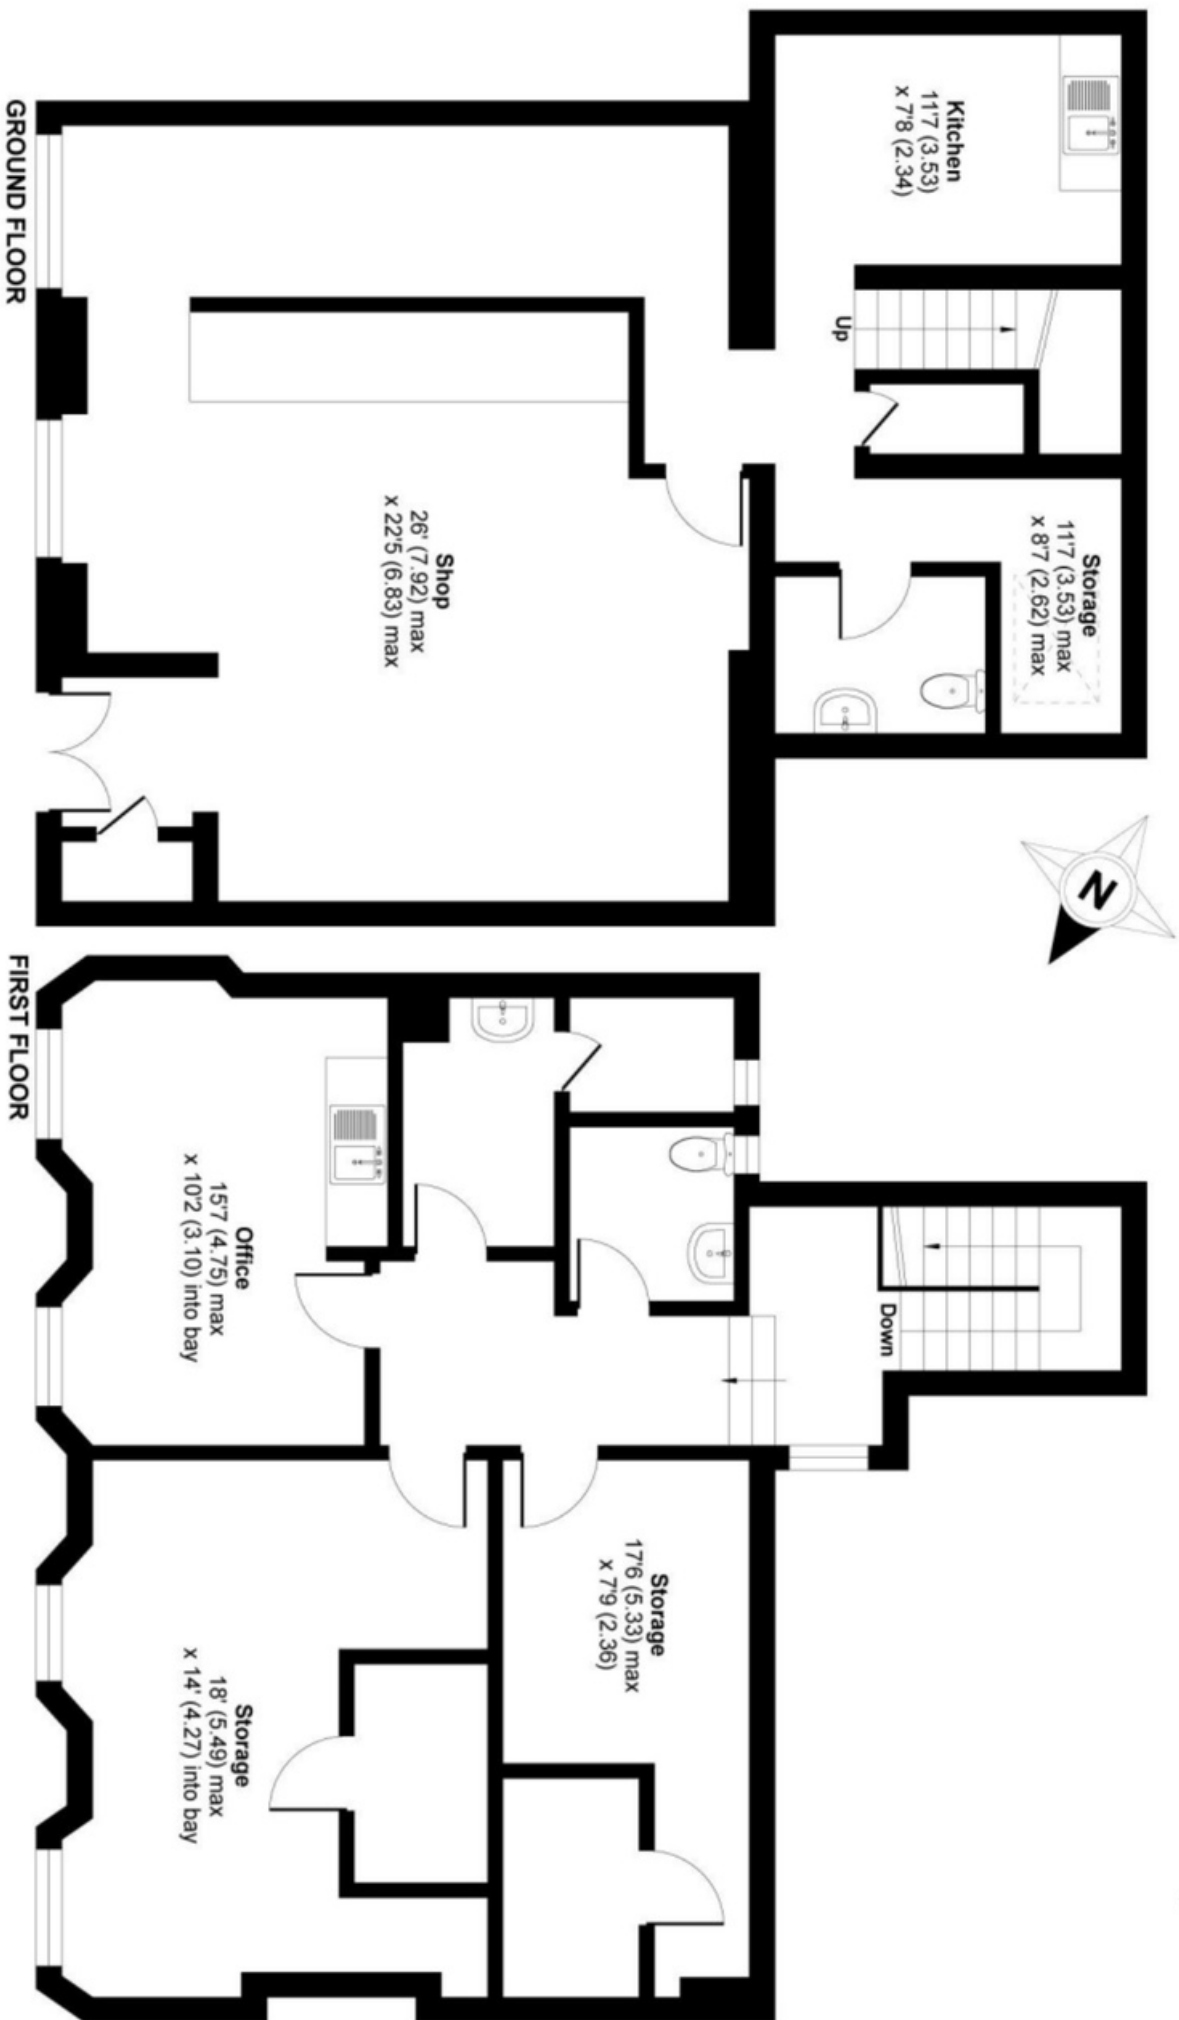 Kitchen
11'7 (3.53)
x 7'8 (2.34)
Up
Storage
11'7 (3.53) max
x 8'7 (2.62) max
Shop
26' (7.92) max
x 22'5 (6.83) max
GROUND FLOOR
N
Down
Storage
17'6 (5.33) max
x 7'9 (2.36)
Office
15'7 (4.75) max
x 10'2 (3.10) into bay
Storage
18' (5.49) max
x 14' (4.27) into bay
FIRST FLOOR